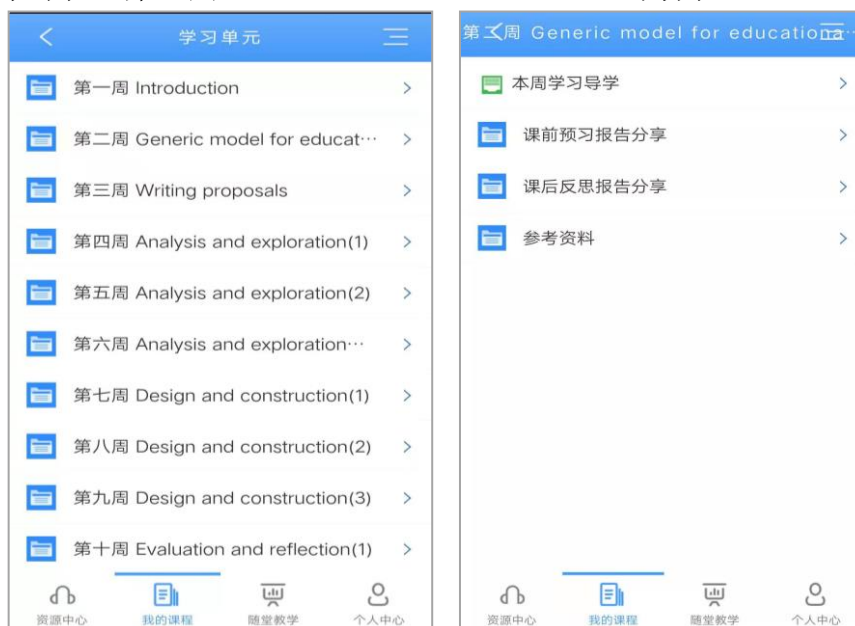 学习单元
第一周 Introduction
第二周 Generic model for educat…
第三周 Writing proposals
第四周 Analysis and exploration(1)
第五周 Analysis and exploration(2)
第六周 Analysis and exploration…
第七周 Design and construction(1)
第八周 Design and construction(2)
第九周 Design and construction(3)
第十周 Evaluation and reflection(1)
资源中心
我的课程
随堂教学
个人中心
第二周 Generic model for educationa…
本周学习导学
课前预习报告分享
课后反思报告分享
参考资料
资源中心
我的课程
随堂教学
个人中心